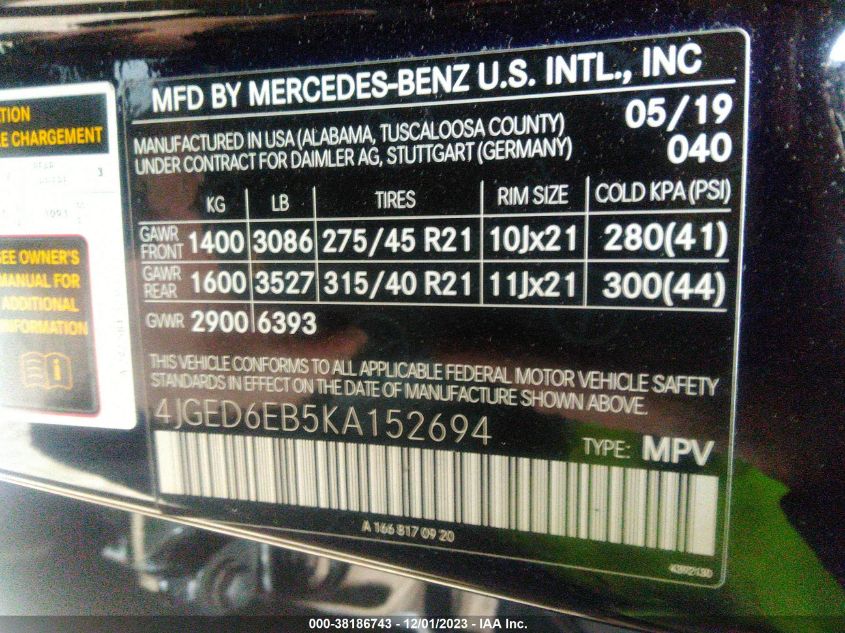 MFD BY MERCEDES-BENZ U.S. INTL., INC
MANUFACTURED IN USA (ALABAMA, TUSCALOOSA COUNTY) 05/19
UNDER CONTRACT FOR DAIMLER AG, STUTTGART (GERMANY) 040
KG LB TIRES RIM SIZE COLD KPA (PSI)
GAWR FRONT 1400 3086 275/45 R21 10Jx21 280(41)
GAWR REAR 1600 3527 315/40 R21 11Jx21 300(44)
GVWR 2900 6393
THIS VEHICLE CONFORMS TO ALL APPLICABLE FEDERAL MOTOR VEHICLE SAFETY
STANDARDS IN EFFECT ON THE DATE OF MANUFACTURE SHOWN ABOVE.
4JGED6EB5KA152694
TYPE: MPV
A 166 817 09 20
CHARGEMENT
3
OWNER'S
MANUAL FOR
ADDITIONAL
INFORMATION
000-38186743 - 12/01/2023 - IAA Inc.